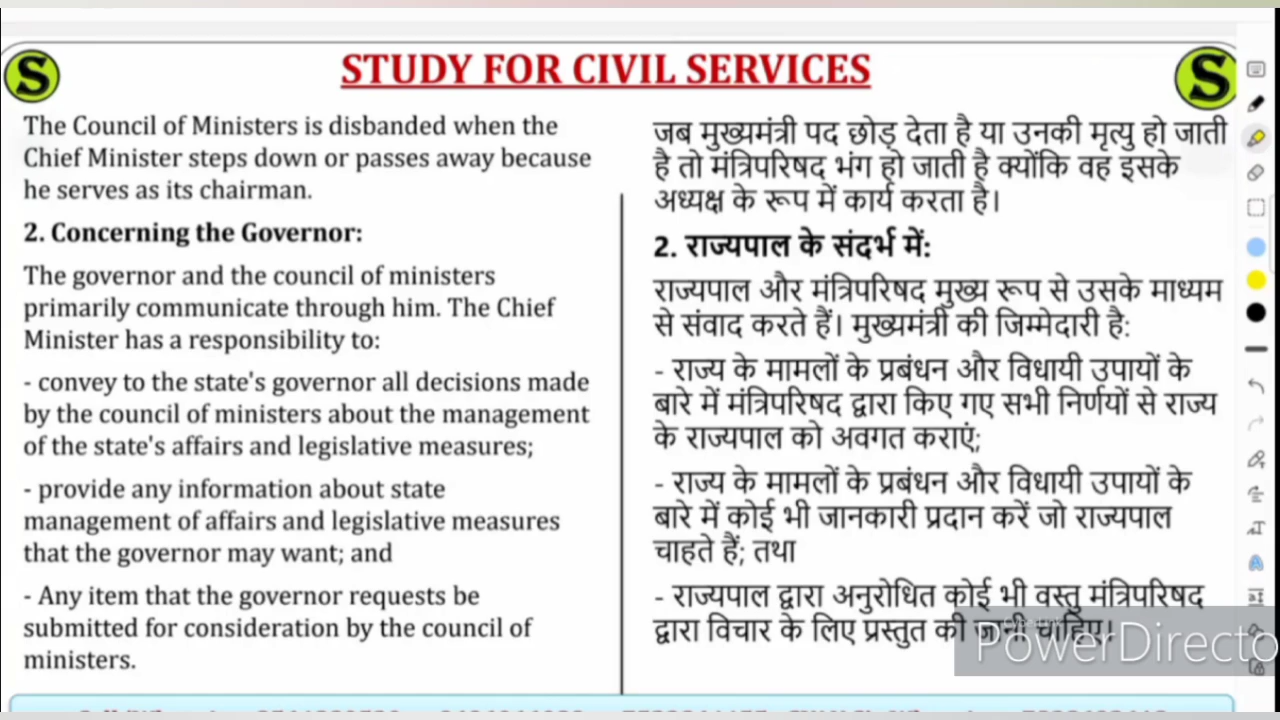 S
STUDY FOR CIVIL SERVICES
S
The Council of Ministers is disbanded when the
Chief Minister steps down or passes away because
he serves as its chairman.
2. Concerning the Governor:
The governor and the council of ministers
primarily communicate through him. The Chief
Minister has a responsibility to:
- convey to the state's governor all decisions made
by the council of ministers about the management
of the state's affairs and legislative measures;
- provide any information about state
management of affairs and legislative measures
that the governor may want; and
- Any item that the governor requests be
submitted for consideration by the council of
ministers.
जब मुख्यमंत्री पद छोड़ देता है या उनकी मृत्यु हो जाती
है तो मंत्रिपरिषद भंग हो जाती है क्योंकि वह इसके
अध्यक्ष के रूप में कार्य करता है।
2. राज्यपाल के संदर्भ में:
राज्यपाल और मंत्रिपरिषद मुख्य रूप से उसके माध्यम
से संवाद करते हैं। मुख्यमंत्री की जिम्मेदारी है:
- राज्य के मामलों के प्रबंधन और विधायी उपायों के
बारे में मंत्रिपरिषद द्वारा किए गए सभी निर्णयों से राज्य
के राज्यपाल को अवगत कराएं;
- राज्य के मामलों के प्रबंधन और विधायी उपायों के
बारे में कोई भी जानकारी प्रदान करें जो राज्यपाल
चाहते हैं; तथा
- राज्यपाल द्वारा अनुरोधित कोई भी वस्तु मंत्रिपरिषद
द्वारा विचार के लिए प्रस्तुत की जानी चाहिए।
CyberLink
PowerDirecto